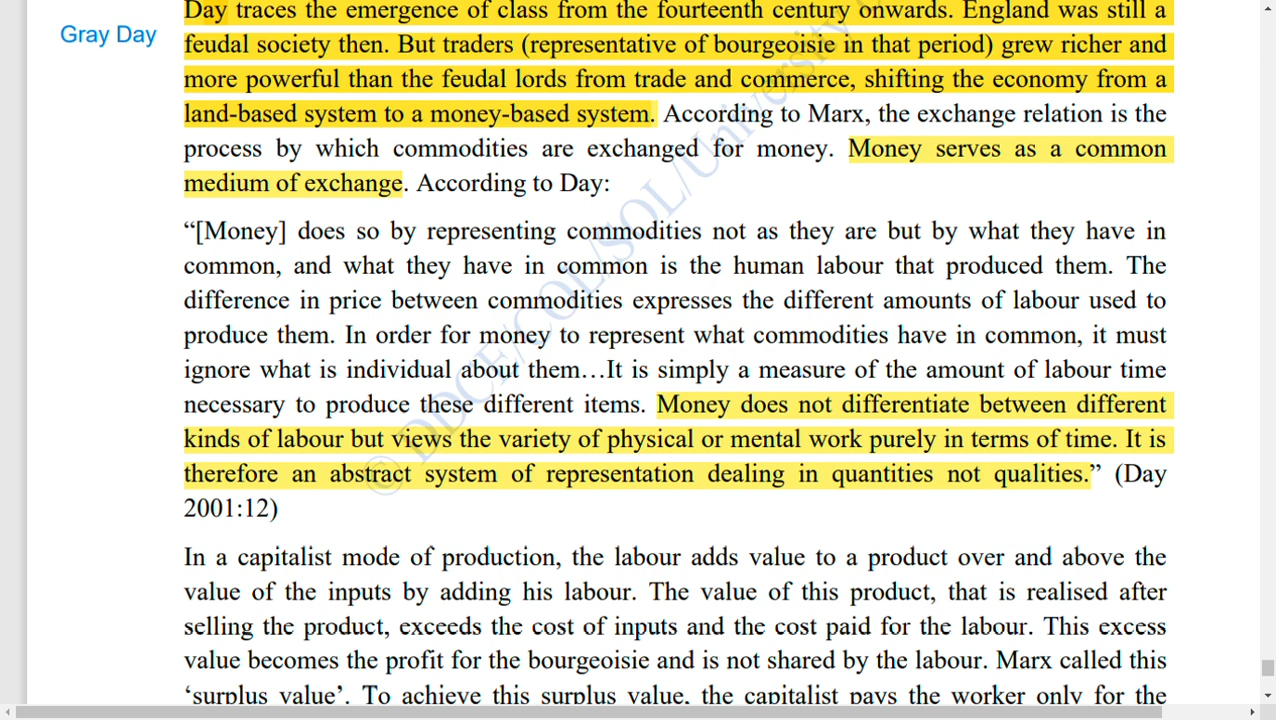 Day traces the emergence of class from the fourteenth century onwards. England was still a
Gray Day
feudal society then. But traders (representative of bourgeoisie in that period) grew richer and
more powerful than the feudal lords from trade and commerce, shifting the economy from a
land-based system to a money-based system. According to Marx, the exchange relation is the
process by which commodities are exchanged for money. Money serves as a common
medium of exchange. According to Day:
“[Money] does so by representing commodities not as they are but by what they have in
common, and what they have in common is the human labour that produced them. The
difference in price between commodities expresses the different amounts of labour used to
produce them. In order for money to represent what commodities have in common, it must
ignore what is individual about them…It is simply a measure of the amount of labour time
necessary to produce these different items. Money does not differentiate between different
kinds of labour but views the variety of physical or mental work purely in terms of time. It is
therefore an abstract system of representation dealing in quantities not qualities.” (Day
2001:12)
In a capitalist mode of production, the labour adds value to a product over and above the
value of the inputs by adding his labour. The value of this product, that is realised after
selling the product, exceeds the cost of inputs and the cost paid for the labour. This excess
value becomes the profit for the bourgeoisie and is not shared by the labour. Marx called this
‘surplus value’. To achieve this surplus value, the capitalist pays the worker only for the
© DDCE/COL/SOL/University